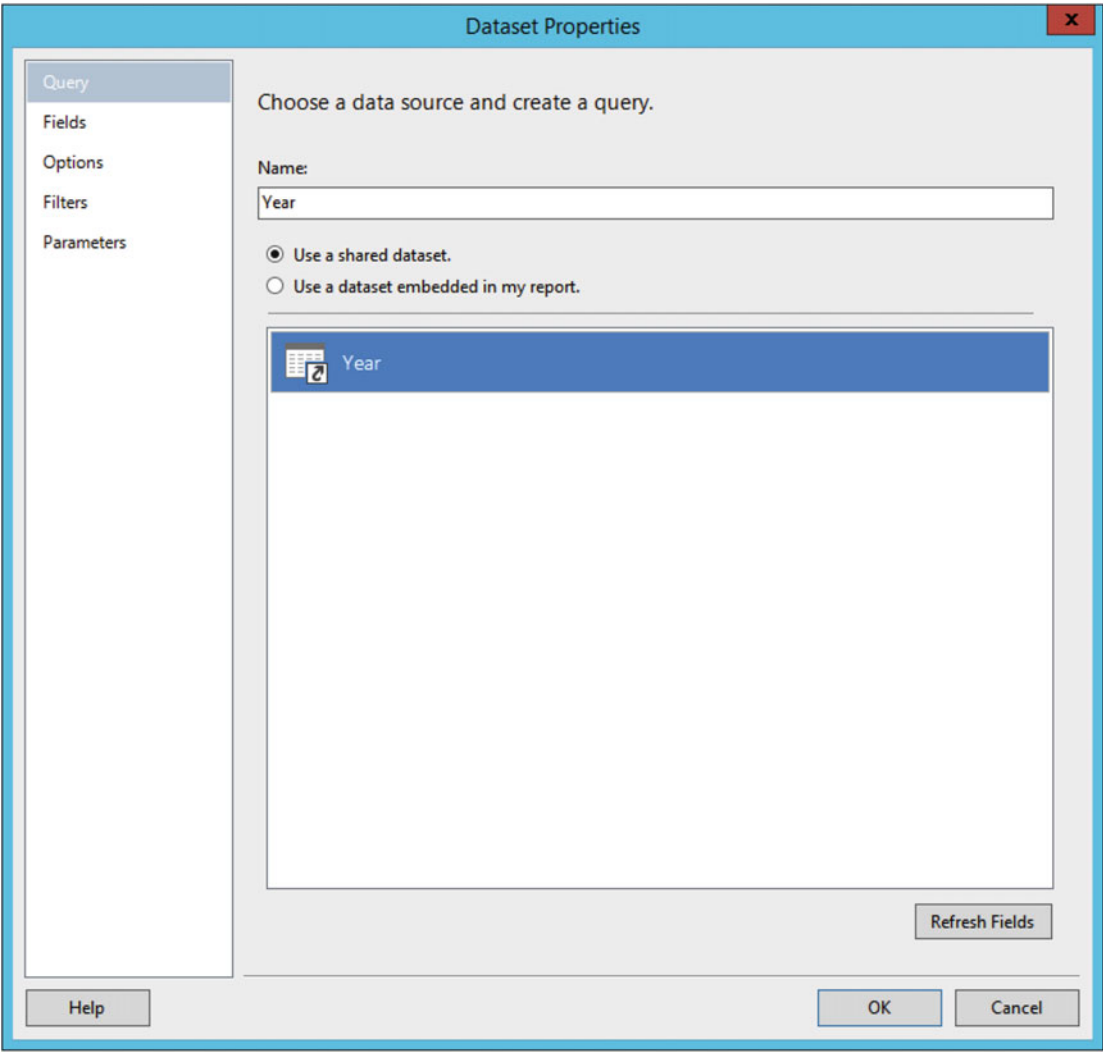 Dataset Properties
x
Query
Fields
Options
Filters
Parameters
Choose a data source and create a query.
Name:
Year
Use a shared dataset.
Use a dataset embedded in my report.
Year
Refresh Fields
Help
OK
Cancel